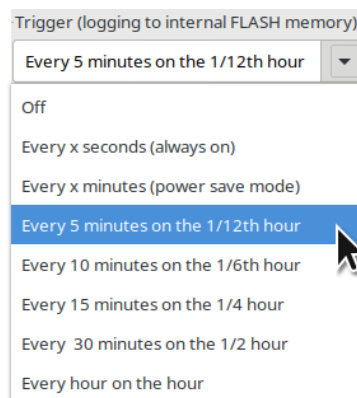 Trigger (logging to internal FLASH memory)
Every 5 minutes on the 1/12th hour
Off
Every x seconds (always on)
Every x minutes (power save mode)
Every 5 minutes on the 1/12th hour
Every 10 minutes on the 1/6th hour
Every 15 minutes on the 1/4 hour
Every  30 minutes on the 1/2 hour
Every hour on the hour